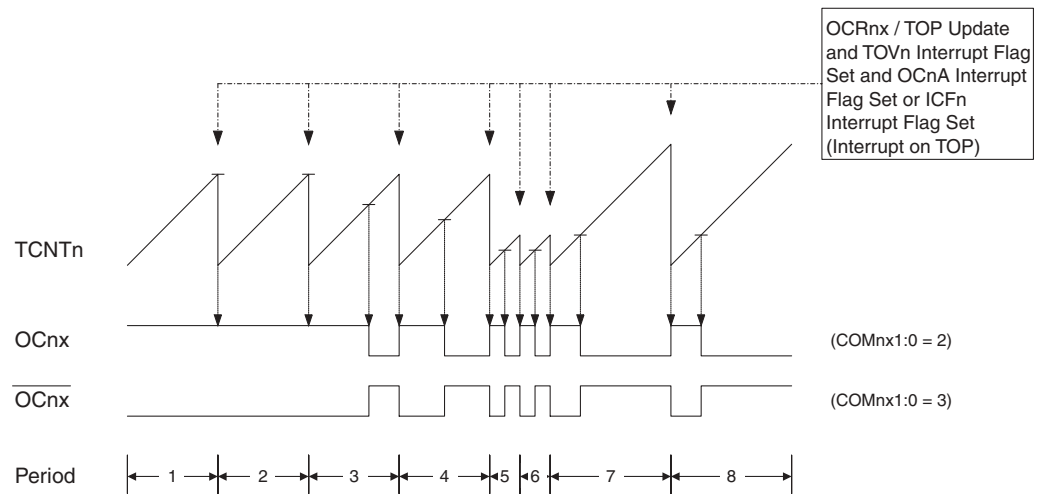 OCRnx / TOP Update
and TOVn Interrupt Flag
Set and OCnA Interrupt
Flag Set or ICFn
Interrupt Flag Set
(Interrupt on TOP)
TCNTn
OCnx (COMnx1:0 = 2)
OCnx (COMnx1:0 = 3)
Period 1 2 3 4 5 6 7 8